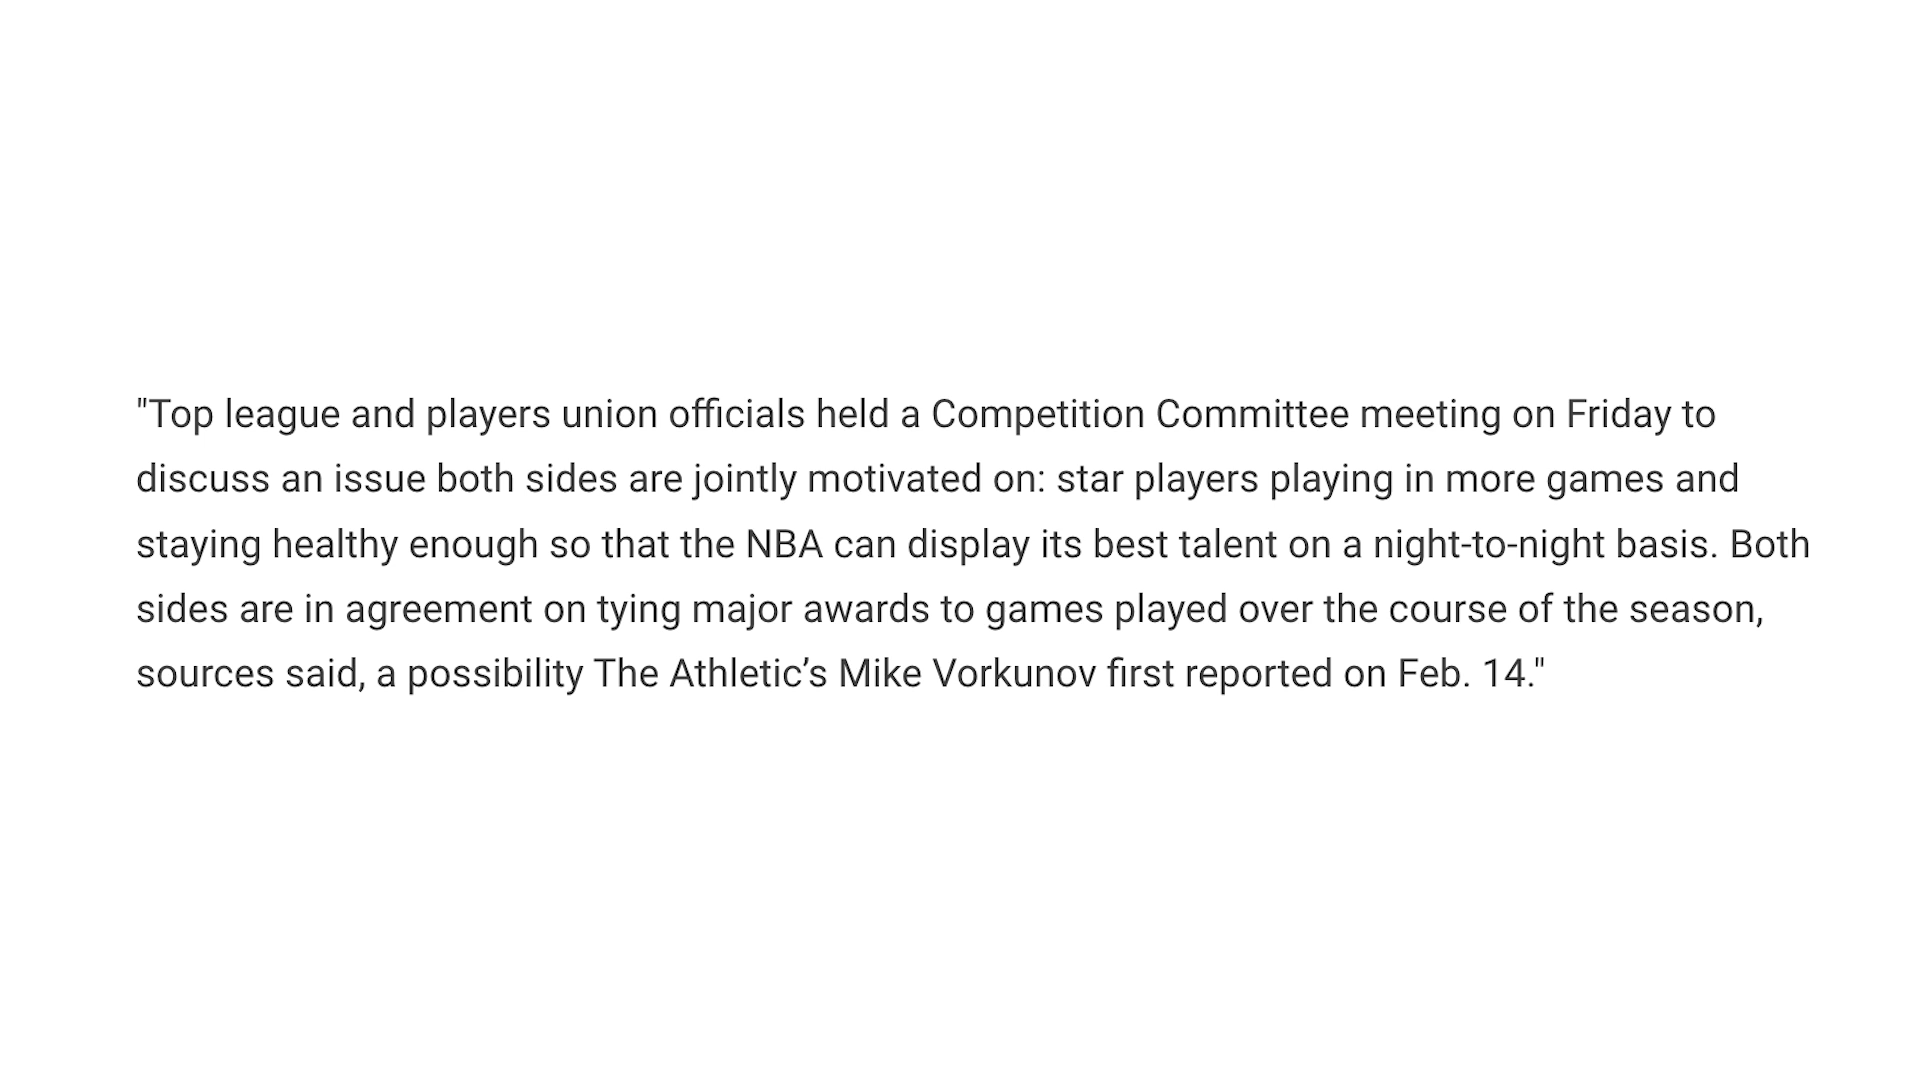 "Top league and players union officials held a Competition Committee meeting on Friday to
discuss an issue both sides are jointly motivated on: star players playing in more games and
staying healthy enough so that the NBA can display its best talent on a night-to-night basis. Both
sides are in agreement on tying major awards to games played over the course of the season,
sources said, a possibility The Athletic’s Mike Vorkunov first reported on Feb. 14."